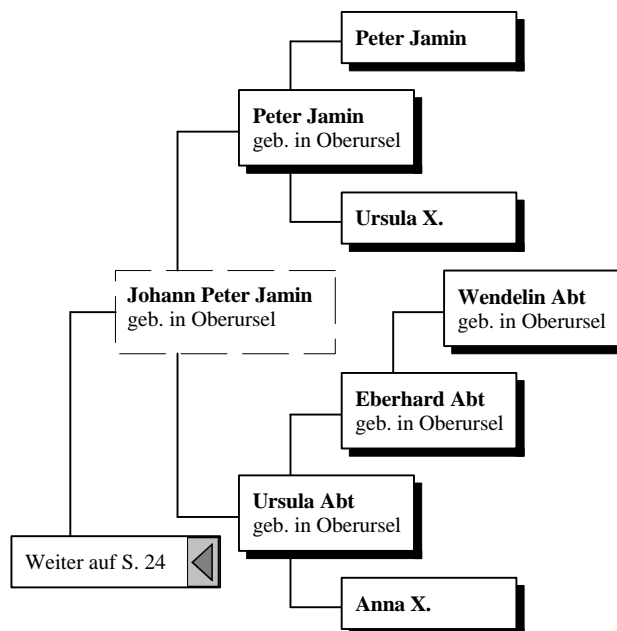 Peter Jamin
Peter Jamin
geb. in Oberursel
Ursula X.
Johann Peter Jamin
geb. in Oberursel
Wendelin Abt
geb. in Oberursel
Eberhard Abt
geb. in Oberursel
Ursula Abt
geb. in Oberursel
Weiter auf S. 24
Anna X.